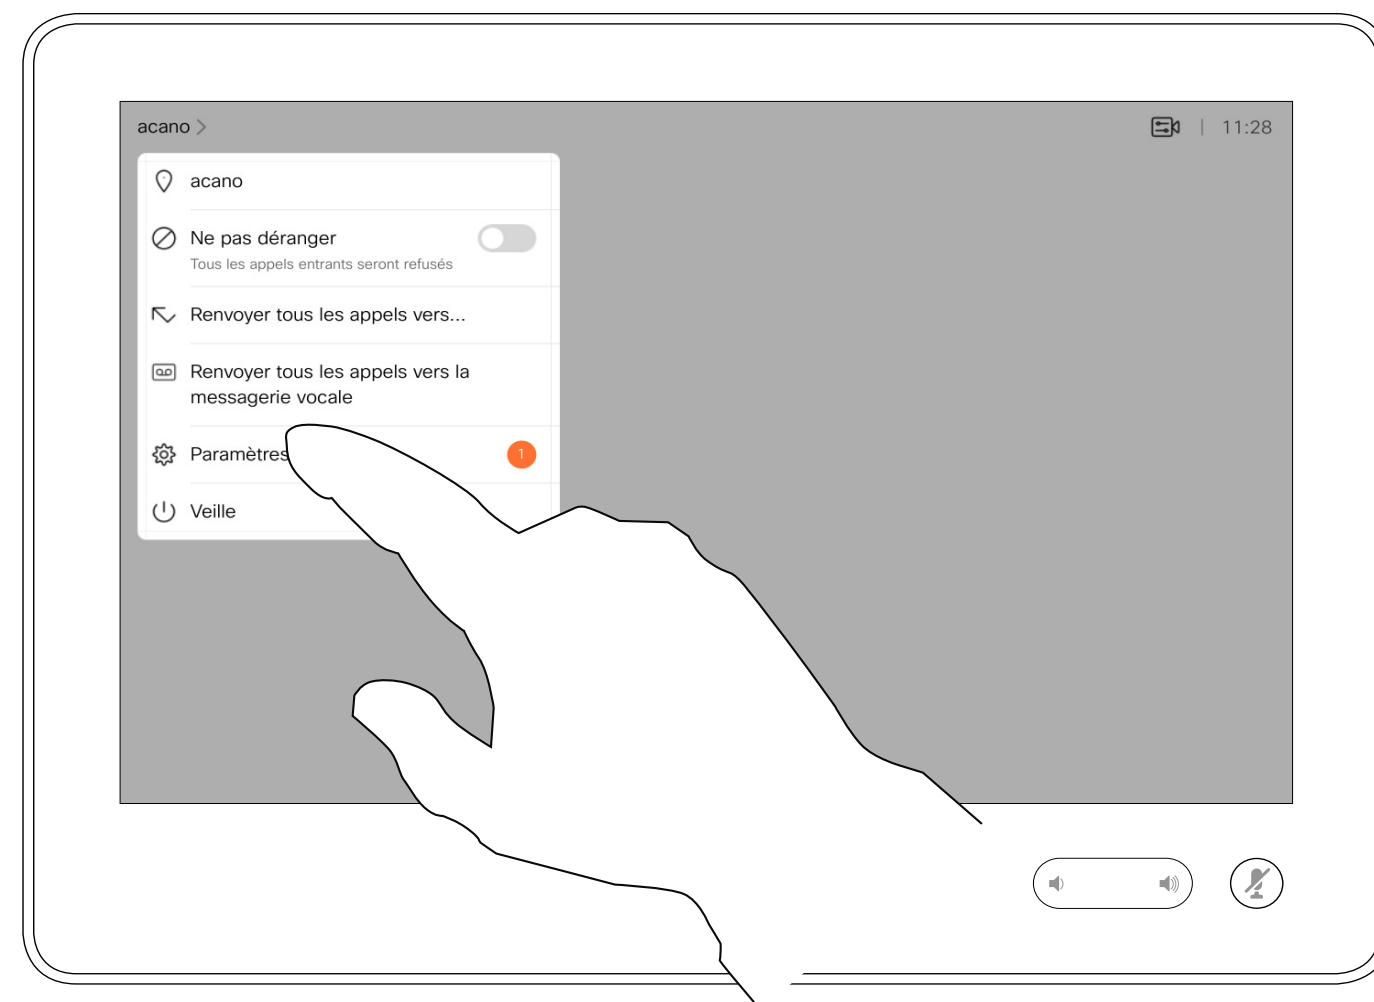 acano
11:28
acano
Ne pas déranger
Tous les appels entrants seront refusés
Renvoyer tous les appels vers...
Renvoyer tous les appels vers la
messagerie vocale
Paramètres
1
Veille